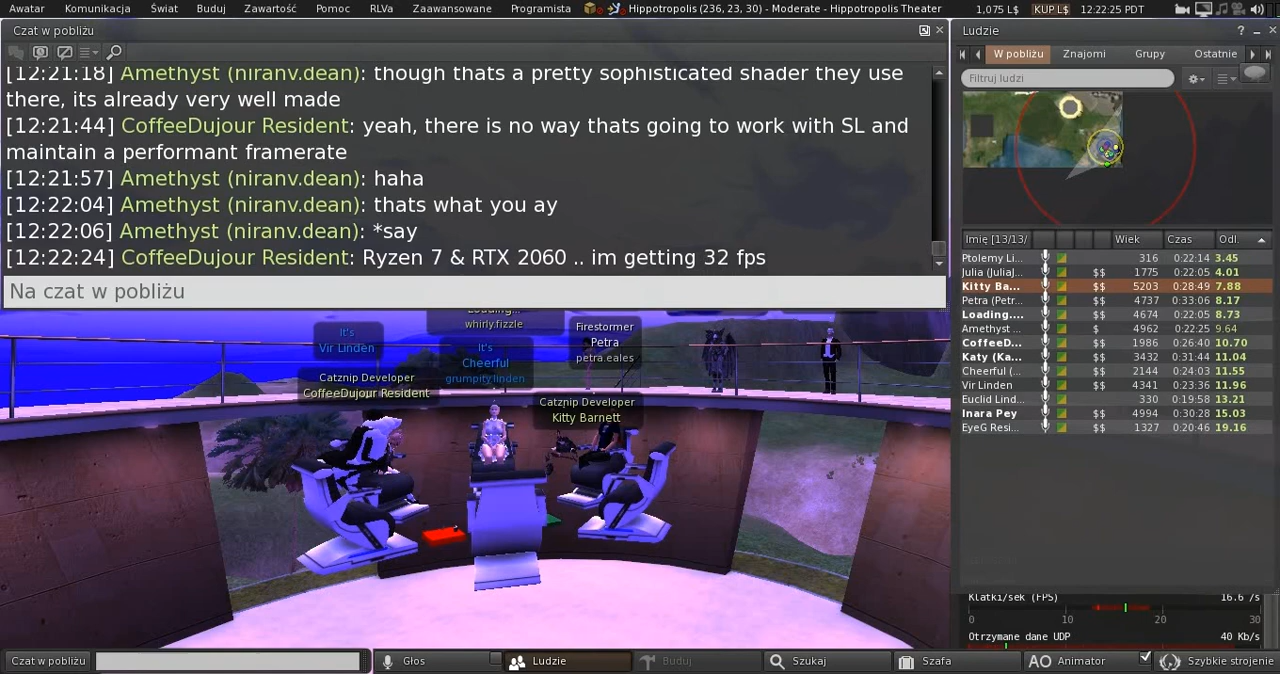 Awatar Komunikacja Świat Buduj Zawartość Pomoc RLVa Zaawansowane Programista Hippotropolis (236, 23, 30) - Moderate - Hippotropolis Theater 1,075 L$ KUP L$ 12:22:25 PDT
Czat w pobliżu
[12:21:18] Amethyst (niranv.dean): though thats a pretty sophisticated shader they use
there, its already very well made
[12:21:44] CoffeeDujour Resident: yeah, there is no way thats going to work with SL and
maintain a performant framerate
[12:21:57] Amethyst (niranv.dean): haha
[12:22:04] Amethyst (niranv.dean): thats what you ay
[12:22:06] Amethyst (niranv.dean): *say
[12:22:24] CoffeeDujour Resident: Ryzen 7 & RTX 2060 .. im getting 32 fps
Na czat w pobliżu
Loading...
whirly.fizzle
It's
Vir Linden
It's
Cheerful
grumpity.linden
Firestormer
Petra
petra.eales
Catznip Developer
CoffeeDujour Resident
Catznip Developer
Kitty Barnett
Ludzie
W pobliżu Znajomi Grupy Ostatnie
Filtruj ludzi
Imię [13/13/ Wiek Czas Odl.
Ptolemy Li... 316 0:22:14 3.45
Julia (JuliaJ... $$ 1775 0:22:05 4.01
Kitty Ba... $$ 5203 0:28:49 7.88
Petra (Petr... $$ 4737 0:33:06 8.17
Loading.... $$ 4674 0:22:05 8.73
Amethyst ... $ 4962 0:22:25 9.64
CoffeeD... $$ 1986 0:26:40 10.70
Katy (Ka... $$ 3432 0:31:44 11.04
Cheerful (... $$ 2144 0:24:03 11.55
Vir Linden $$ 4341 0:23:36 11.96
Euclid Lind... 330 0:19:58 13.21
Inara Pey $$ 4994 0:30:28 15.03
EyeG Resi... $$ 1327 0:20:46 19.16
Klatki/sek (FPS) 16.6 /s
0 10 20 30
Otrzymane dane UDP 40 Kb/s
Czat w pobliżu Głos Ludzie Buduj Szukaj Szafa AO Animator Szybkie strojenie